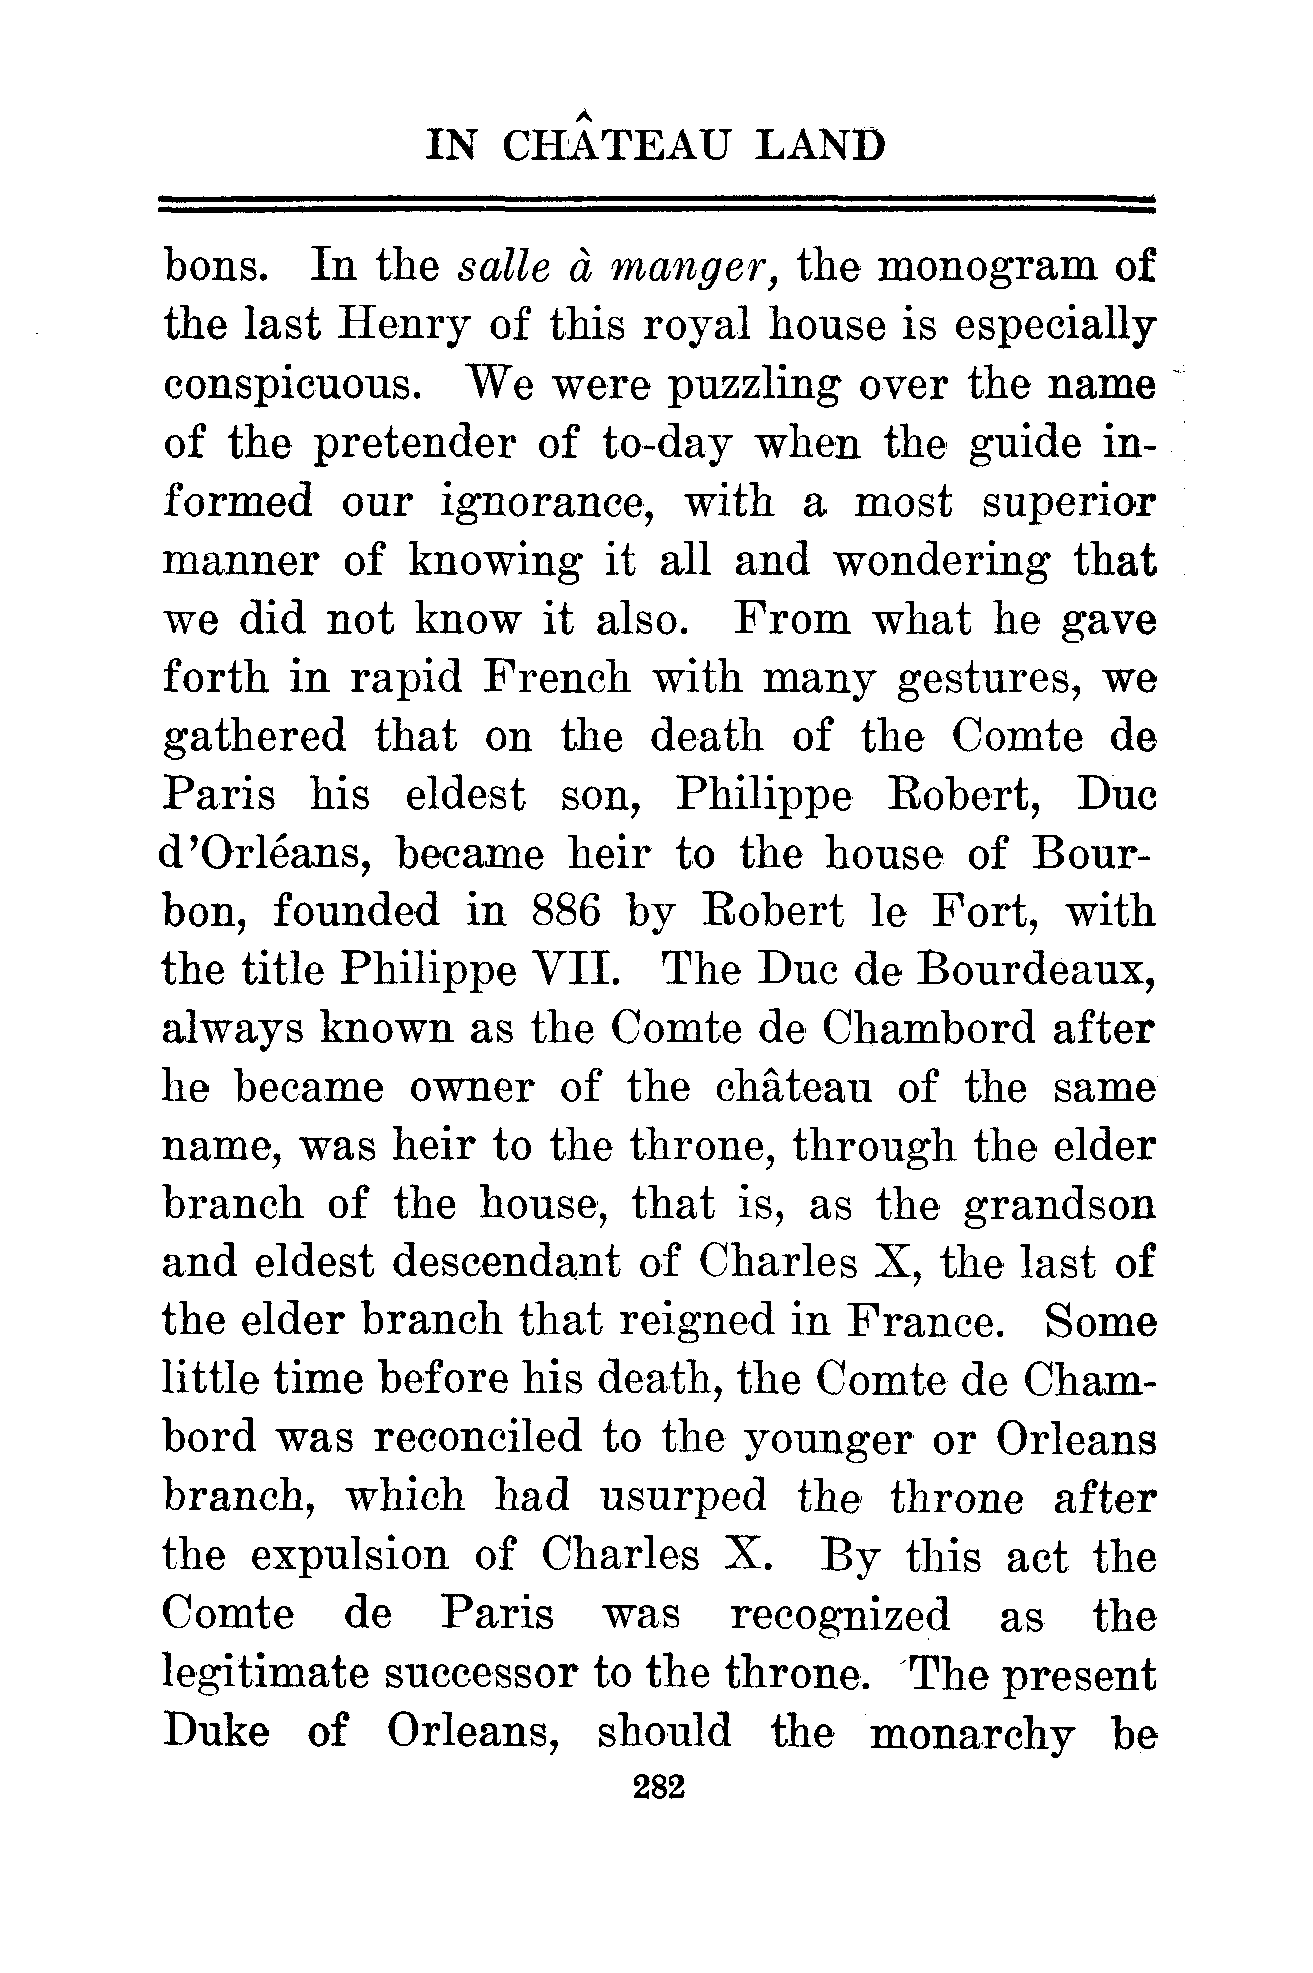 IN CHÂTEAU LAND
bons. In the salle à manger, the monogram of
the last Henry of this royal house is especially
conspicuous. We were puzzling over the name
of the pretender of to-day when the guide in-
formed our ignorance, with a most superior
manner of knowing it all and wondering that
we did not know it also. From what he gave
forth in rapid French with many gestures, we
gathered that on the death of the Comte de
Paris his eldest son, Philippe Robert, Duc
d'Orléans, became heir to the house of Bour-
bon, founded in 886 by Robert le Fort, with
the title Philippe VII. The Duc de Bourdeaux,
always known as the Comte de Chambord after
he became owner of the château of the same
name, was heir to the throne, through the elder
branch of the house, that is, as the grandson
and eldest descendant of Charles X, the last of
the elder branch that reigned in France. Some
little time before his death, the Comte de Cham-
bord was reconciled to the younger or Orleans
branch, which had usurped the throne after
the expulsion of Charles X. By this act the
Comte de Paris was recognized as the
legitimate successor to the throne. The present
Duke of Orleans, should the monarchy be
282